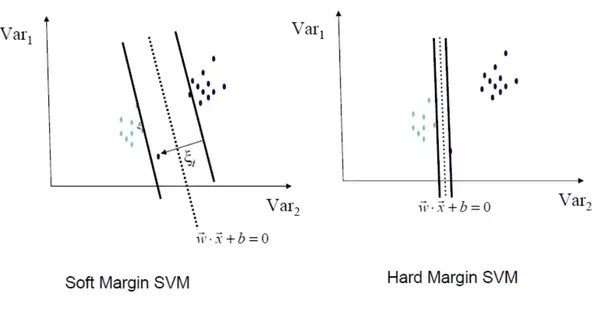 Var₁
ξᵢ
Var₂
w⃗ · x⃗ + b = 0
Soft Margin SVM
Var₁
Var₂
w⃗ · x⃗ + b = 0
Hard Margin SVM